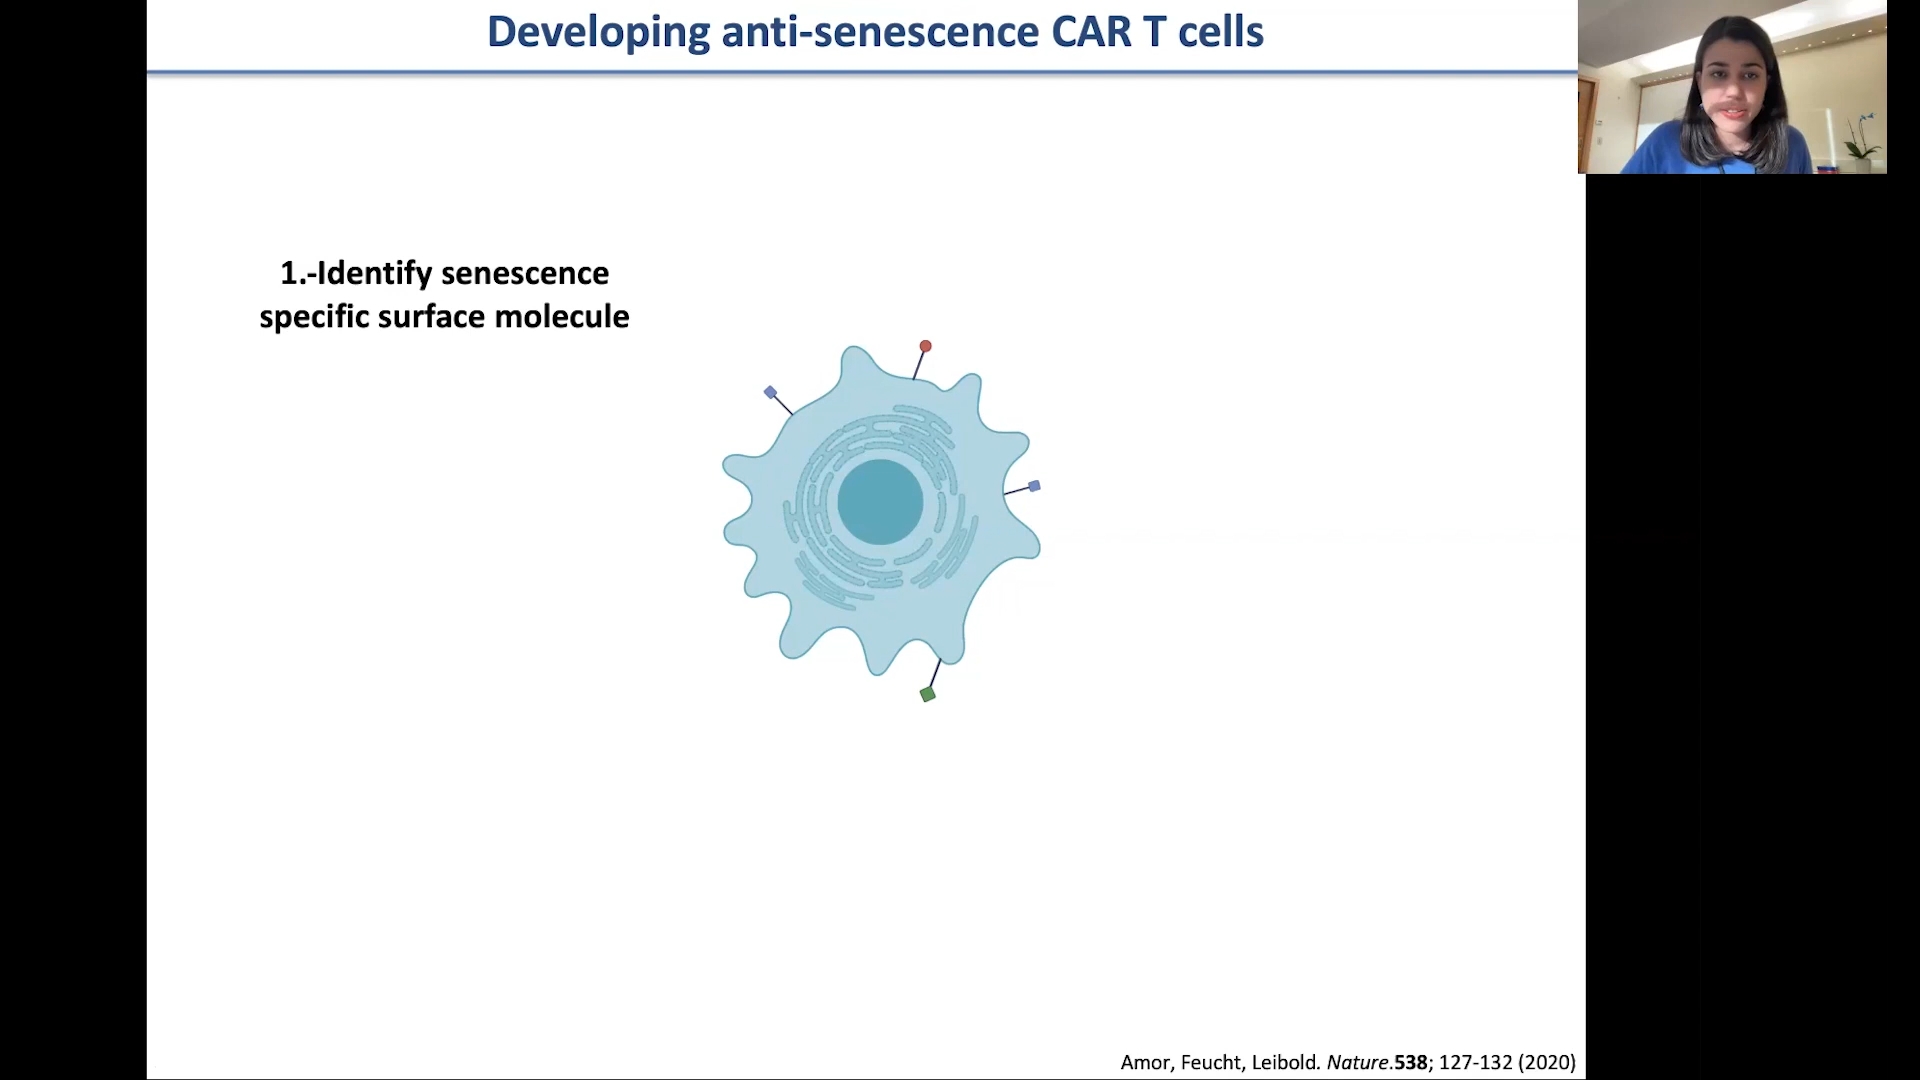 Developing anti-senescence CAR T cells
1.-Identify senescence
specific surface molecule
Amor, Feucht, Leibold. Nature.538; 127-132 (2020)